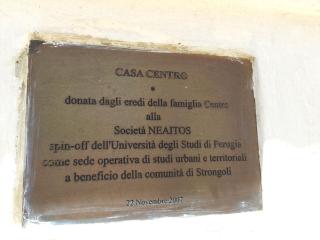 CASA CENTRO
*
donata dagli eredi della famiglia Centro
alla
Società NEAITOS
spin-off dell'Università degli Studi di Perugia
come sede operativa di studi urbani e territoriali
a beneficio della comunità di Strongoli
22 Novembre 2007